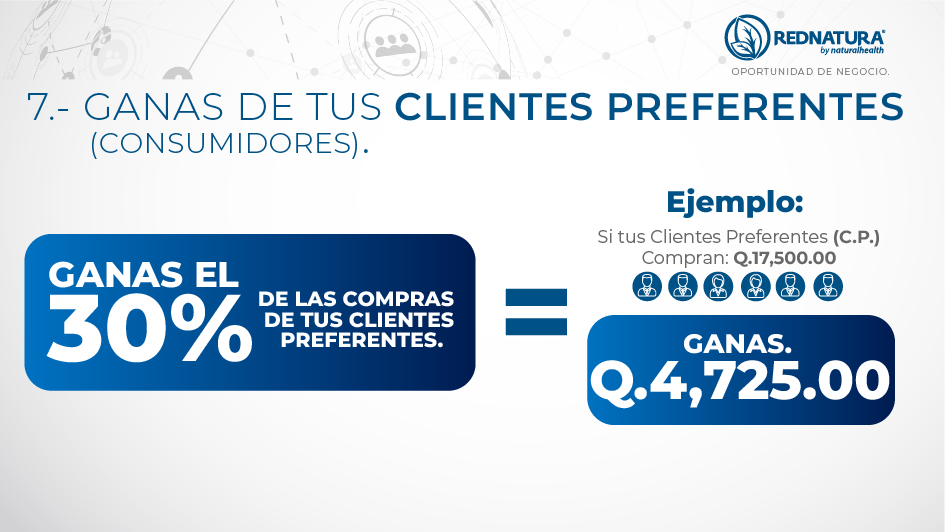 REDNATURA®
by naturalhealth
OPORTUNIDAD DE NEGOCIO.
7.- GANAS DE TUS CLIENTES PREFERENTES
(CONSUMIDORES).
GANAS EL
30%
DE LAS COMPRAS
DE TUS CLIENTES
PREFERENTES.
=
Ejemplo:
Si tus Clientes Preferentes (C.P.)
Compran: Q.17,500.00
GANAS.
Q.4,725.00